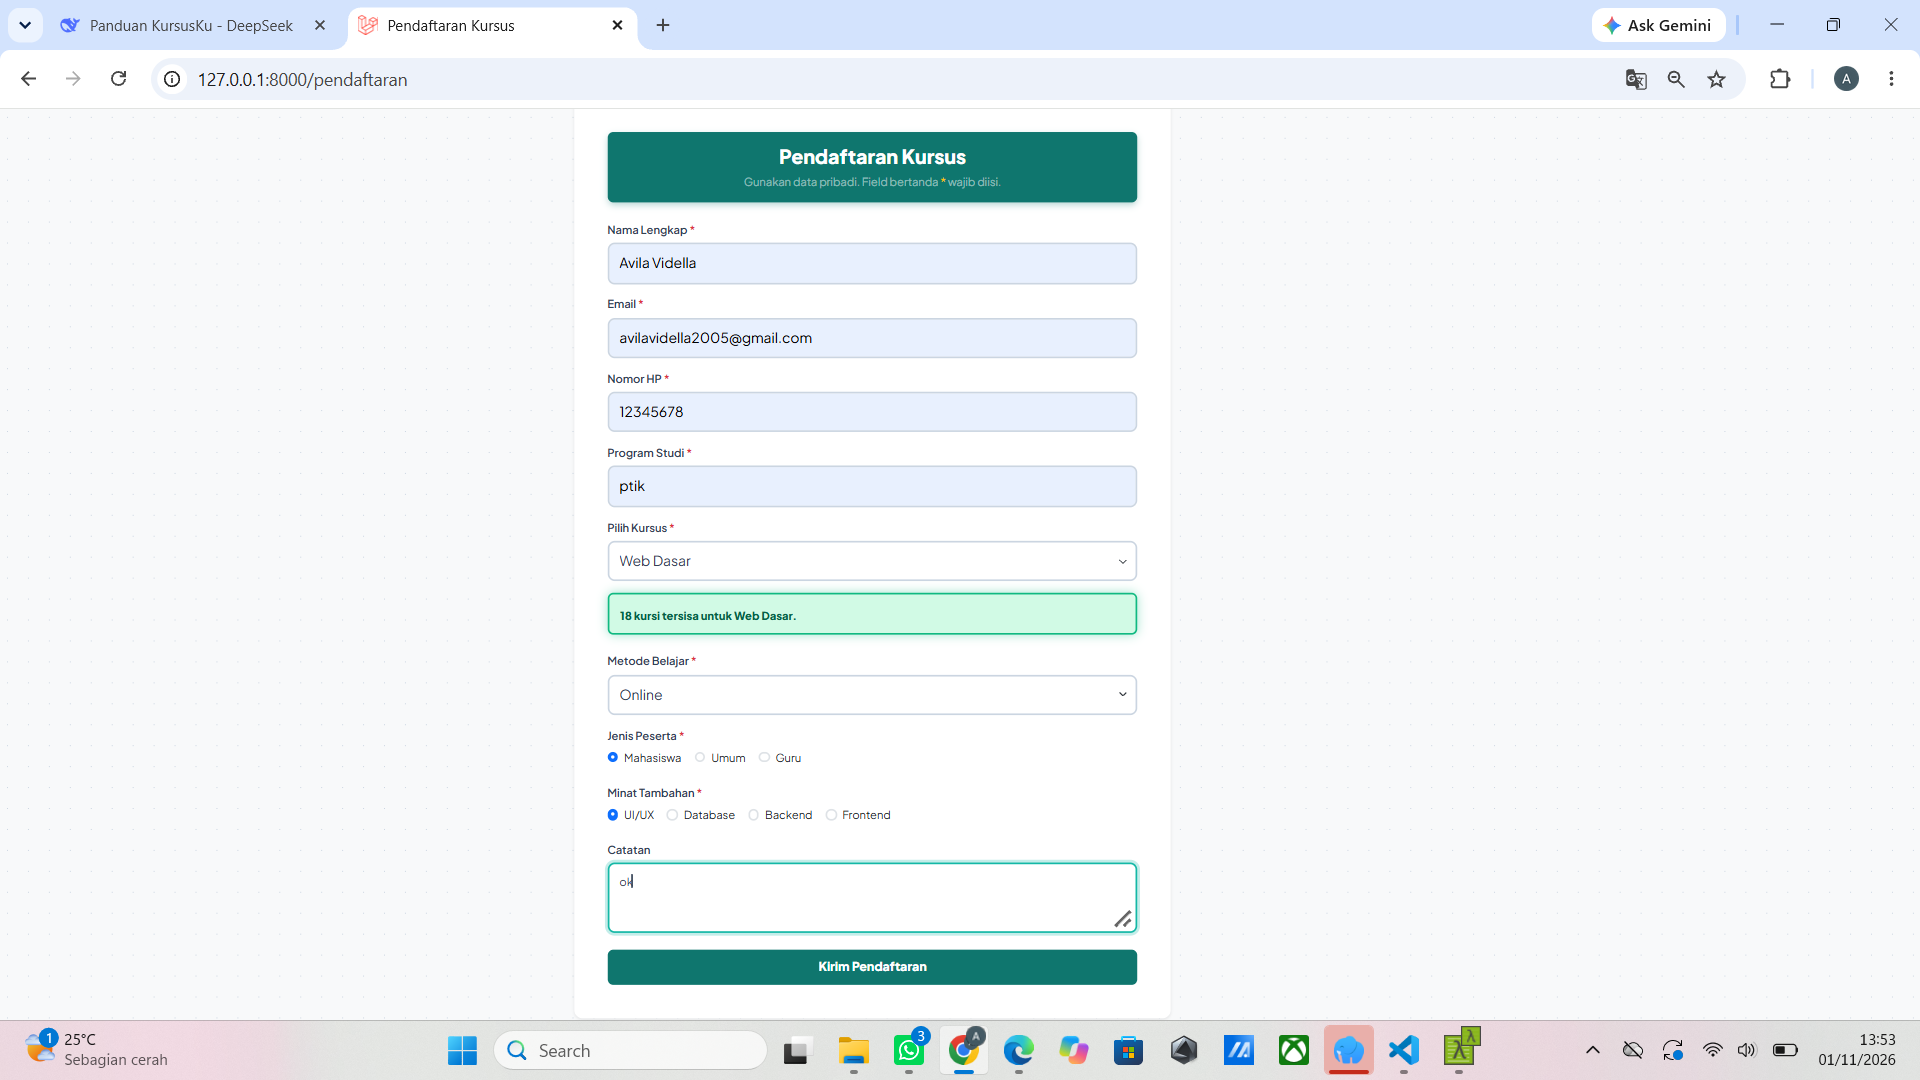 Panduan KursusKu - DeepSeek
Pendaftaran Kursus
Ask Gemini
127.0.0.1:8000/pendaftaran
A
Pendaftaran Kursus
Gunakan data pribadi. Field bertanda * wajib diisi.
Nama Lengkap *
Avila Vidella
Email *
avilavidella2005@gmail.com
Nomor HP *
12345678
Program Studi *
ptik
Pilih Kursus *
Web Dasar
18 kursi tersisa untuk Web Dasar.
Metode Belajar *
Online
Jenis Peserta *
Mahasiswa Umum Guru
Minat Tambahan *
UI/UX Database Backend Frontend
Catatan
ok
Kirim Pendaftaran
1
25°C
Sebagian cerah
Search
3
A
13:53
01/11/2026